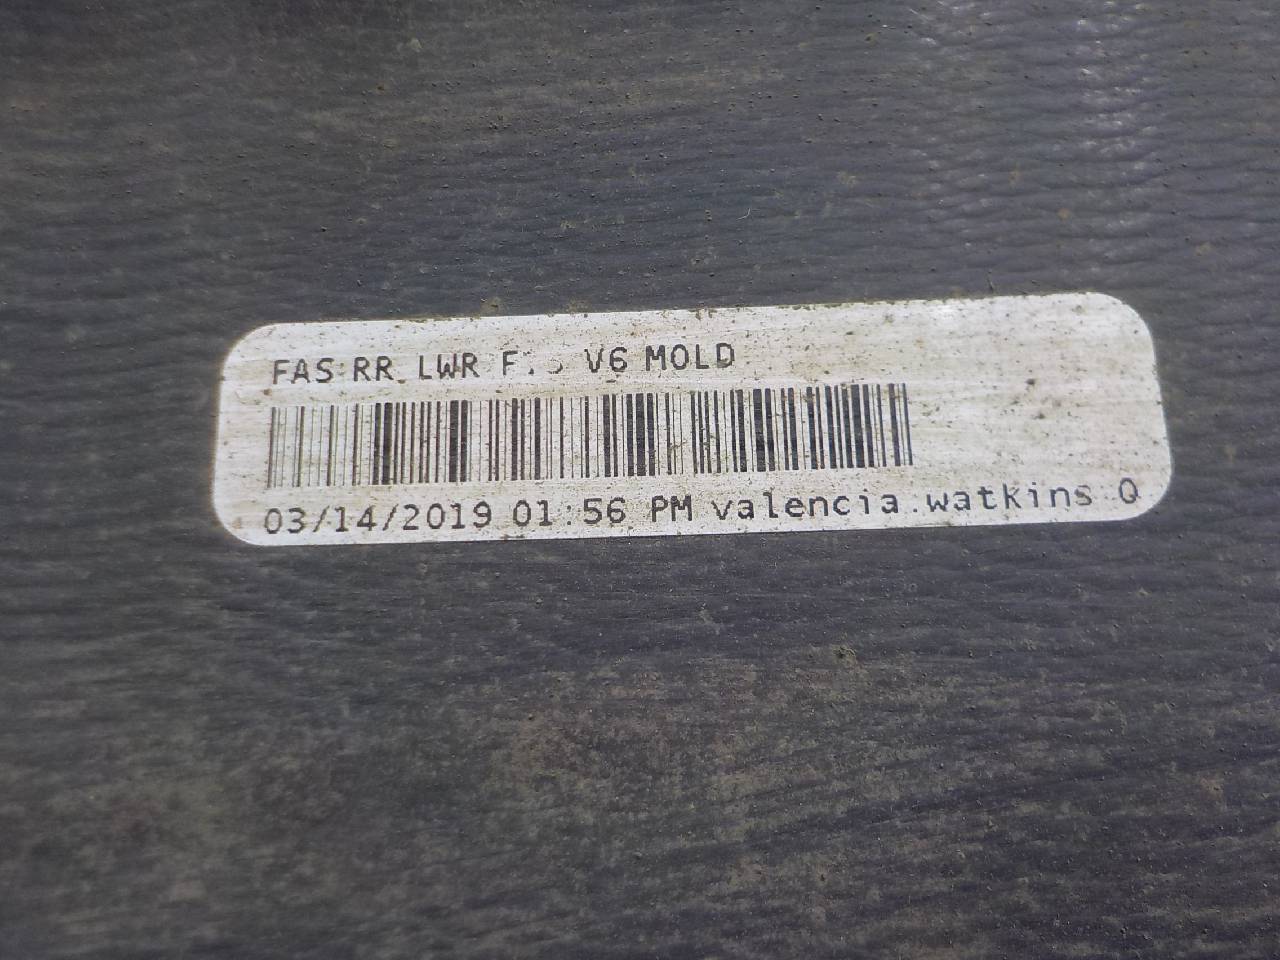 FAS RR LWR V6 MOLD
03/14/2019 01:56 PM valencia.watkins Q